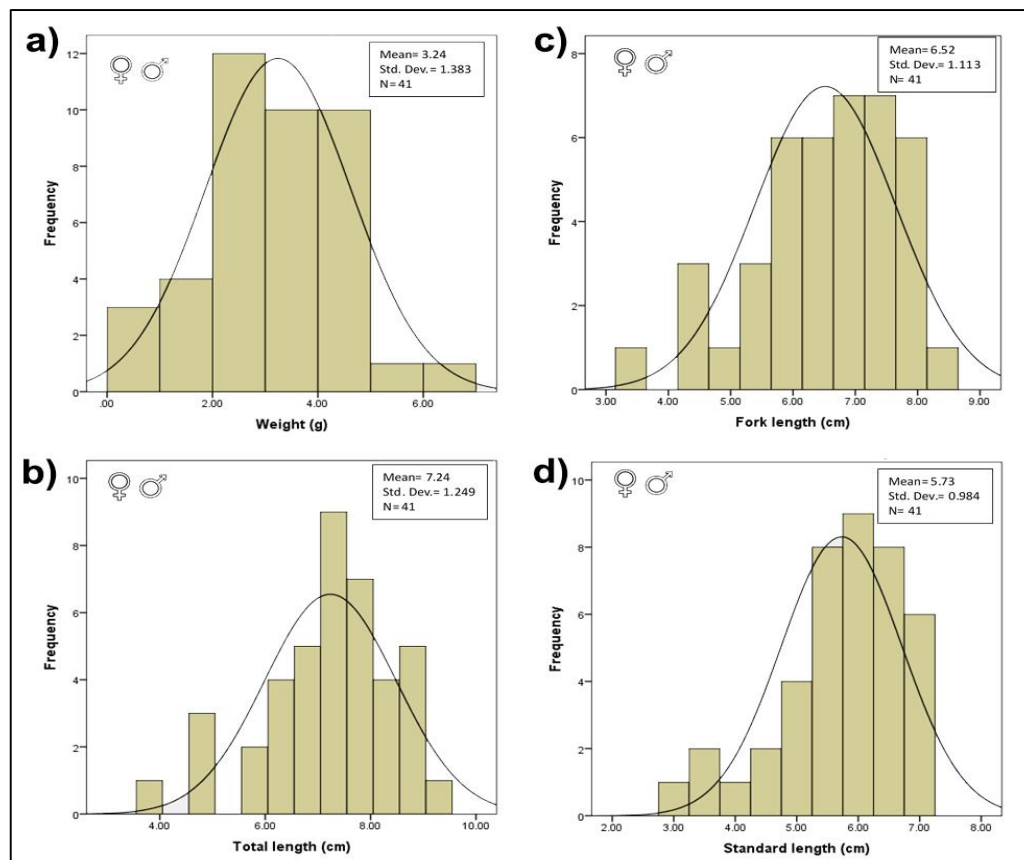 a)
Mean= 3.24
Std. Dev.= 1.383
N= 41
Frequency
12
10
8
6
4
2
0
.00 2.00 4.00 6.00
Weight (g)
c)
Mean= 6.52
Std. Dev.= 1.113
N= 41
Frequency
8
6
4
2
0
3.00 4.00 5.00 6.00 7.00 8.00 9.00
Fork length (cm)
b)
Mean= 7.24
Std. Dev.= 1.249
N= 41
Frequency
10
8
6
4
2
0
4.00 6.00 8.00 10.00
Total length (cm)
d)
Mean= 5.73
Std. Dev.= 0.984
N= 41
Frequency
10
8
6
4
2
0
2.00 3.00 4.00 5.00 6.00 7.00 8.00
Standard length (cm)